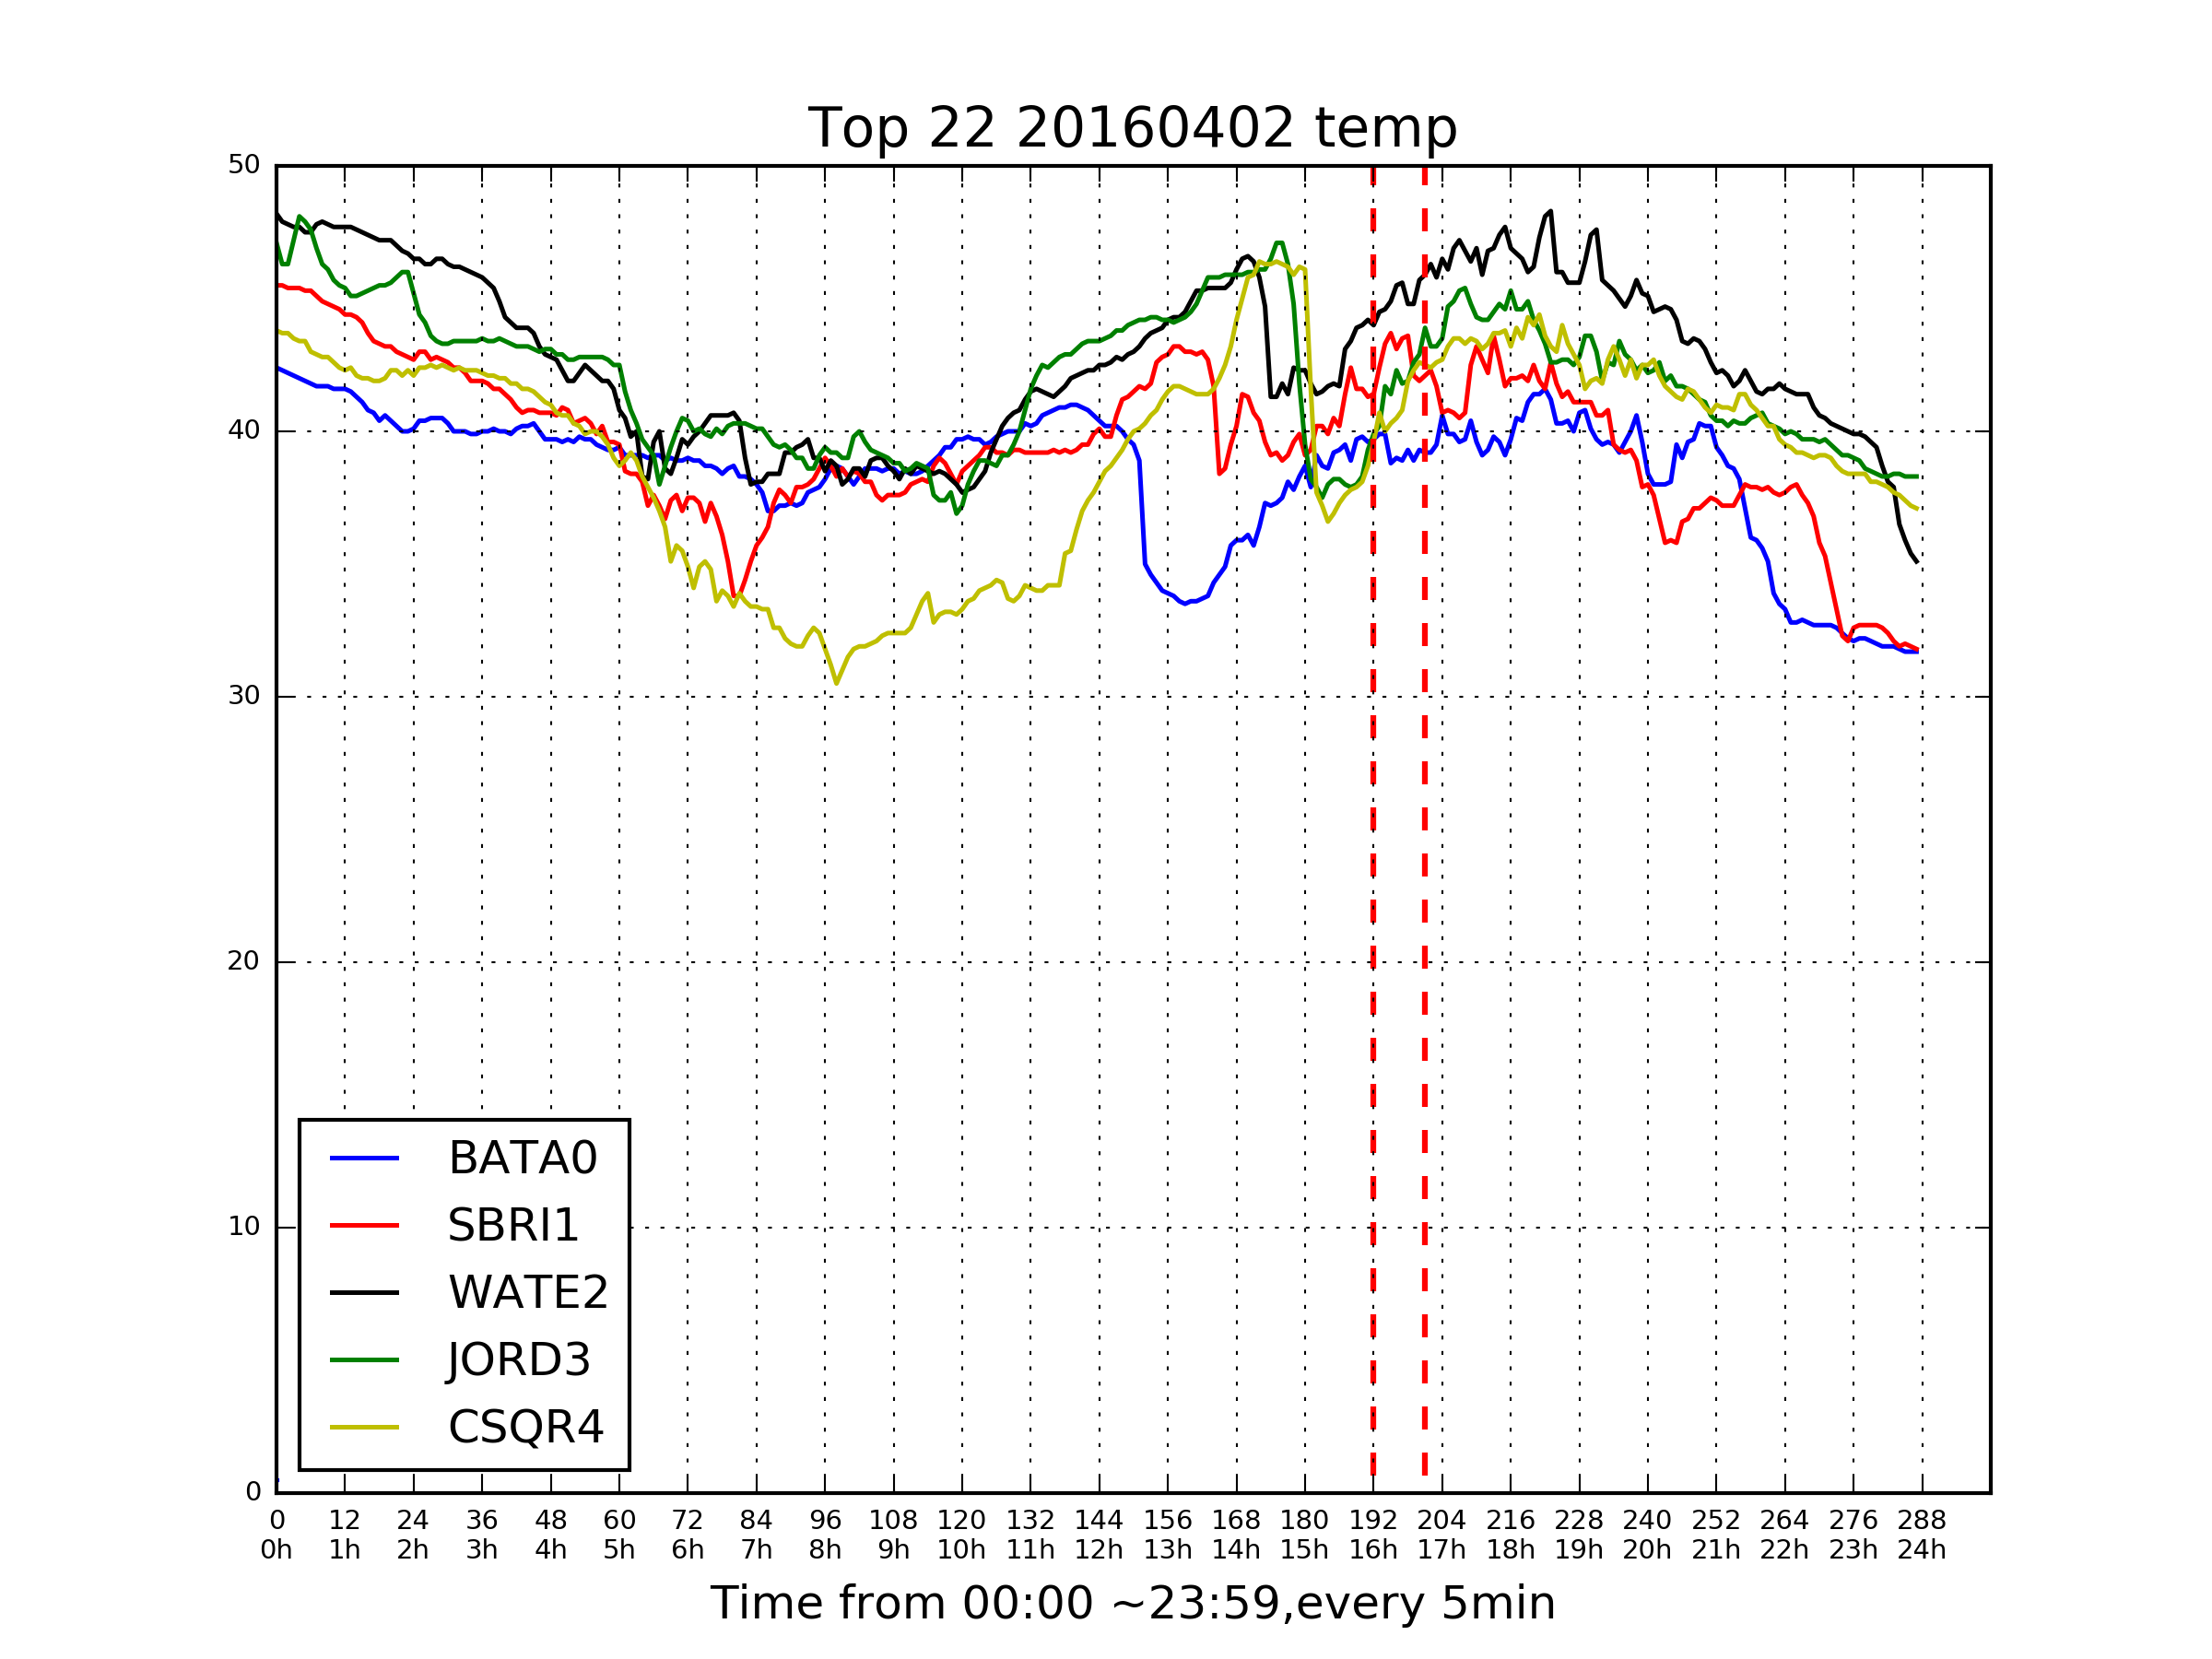 Top 22 20160402 temp
50
40
30
20
10
0
BATA0
SBRI1
WATE2
JORD3
CSQR4
0 12 24 36 48 60 72 84 96 108 120 132 144 156 168 180 192 204 216 228 240 252 264 276 288
0h 1h 2h 3h 4h 5h 6h 7h 8h 9h 10h 11h 12h 13h 14h 15h 16h 17h 18h 19h 20h 21h 22h 23h 24h
Time from 00:00 ~23:59,every 5min